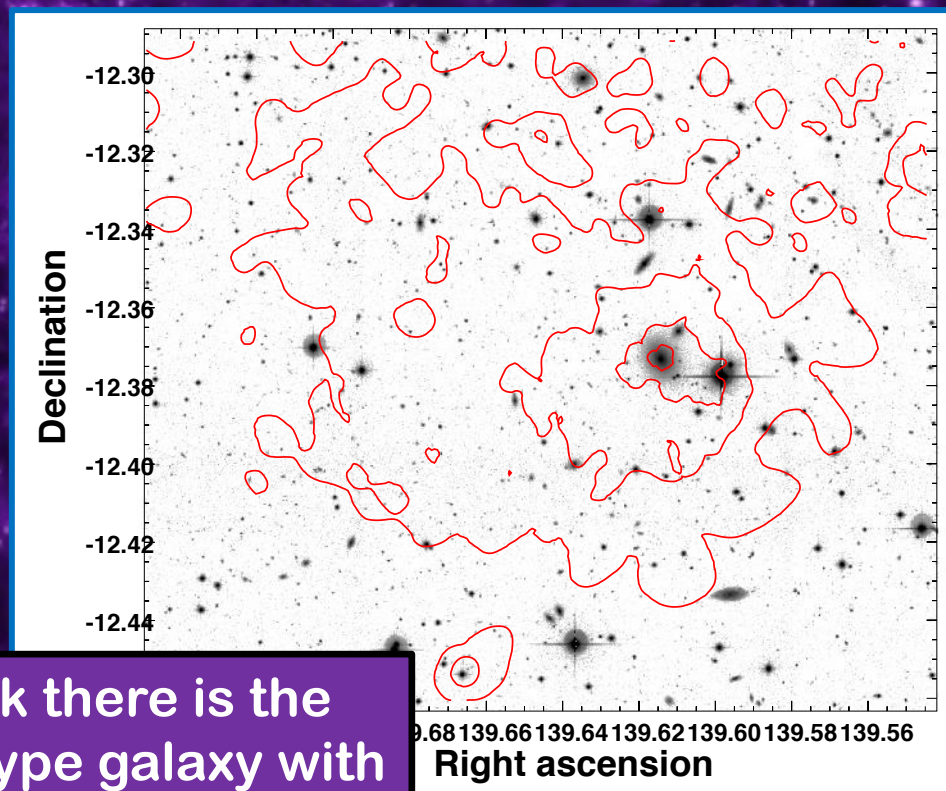 -12.30
-12.32
-12.34
-12.36
-12.38
-12.40
-12.42
-12.44
Declination
.68 139.66 139.64 139.62 139.60 139.58 139.56
Right ascension
k there is the
ype galaxy with